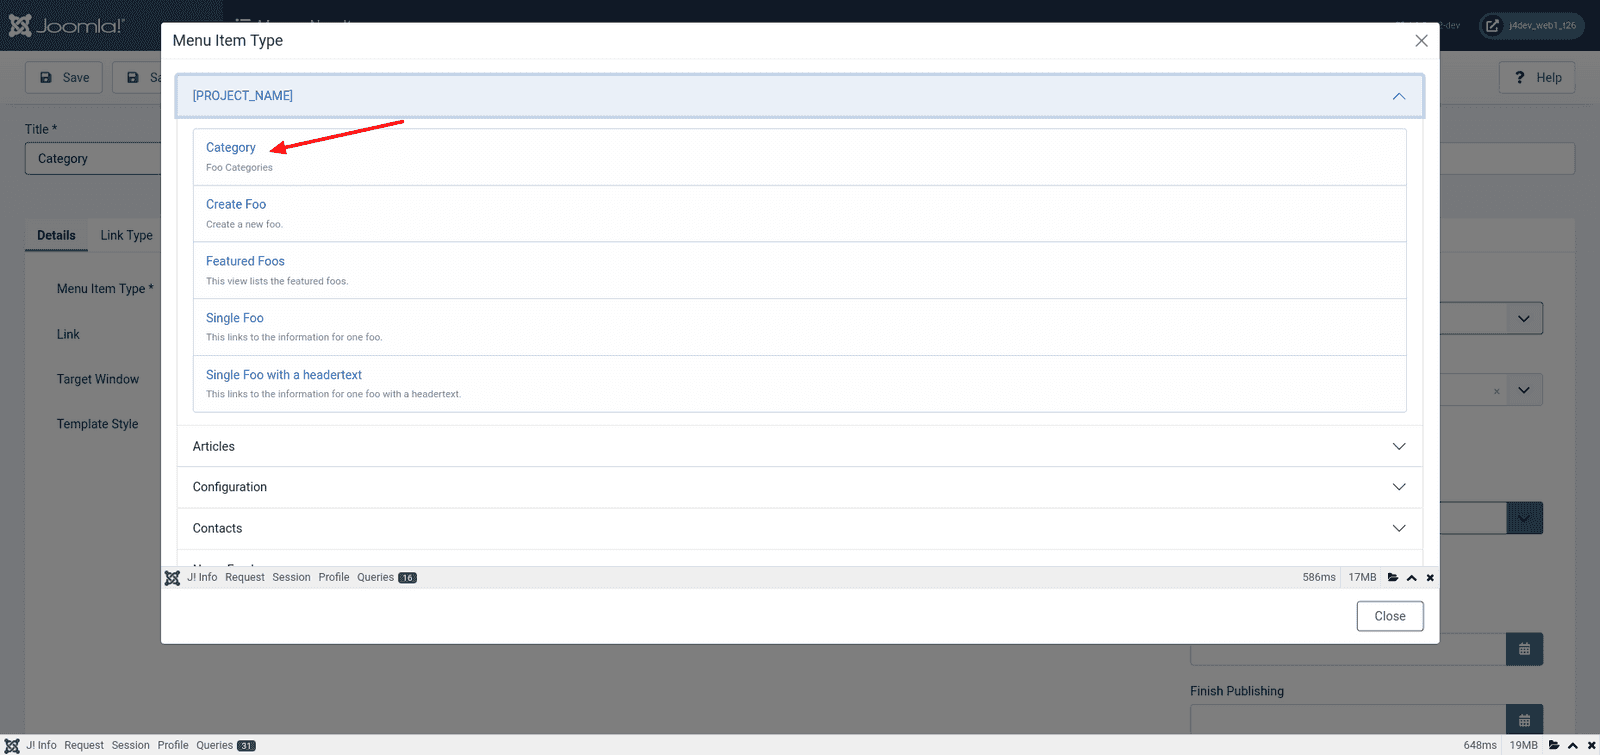 Joomla!
j4dev_web1_t26
Menu Item Type
Save
Help
[PROJECT_NAME]
Title *
Category
Category
Foo Categories
Create Foo
Create a new foo.
Details
Link Type
Featured Foos
This view lists the featured foos.
Menu Item Type *
Single Foo
This links to the information for one foo.
Link
Target Window
Single Foo with a headertext
This links to the information for one foo with a headertext.
Template Style
Articles
Configuration
Contacts
J! Info Request Session Profile Queries 16
586ms 17MB
Close
Finish Publishing
J! Info Request Session Profile Queries 31
648ms 19MB